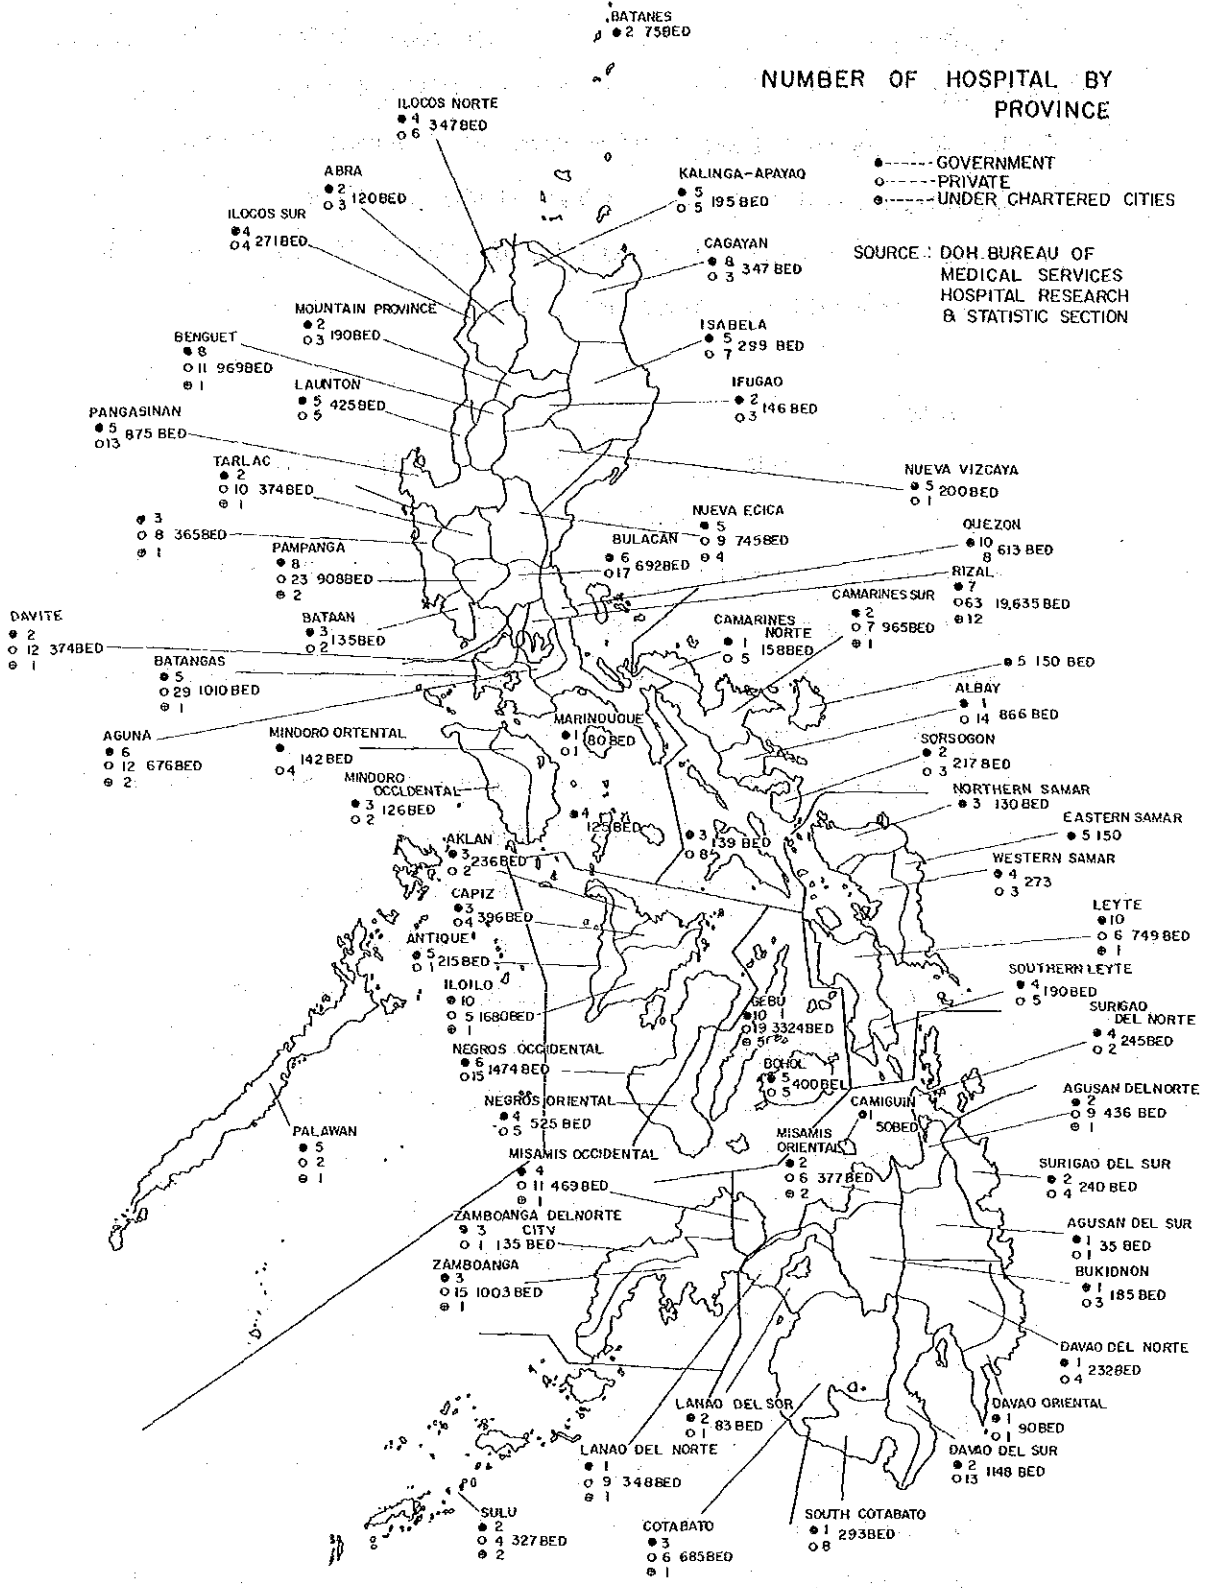 BATANES
● 2 75BED
NUMBER OF HOSPITAL BY
PROVINCE
●-----GOVERNMENT
○-----PRIVATE
⊕-----UNDER CHARTERED CITIES
SOURCE : DOH. BUREAU OF
MEDICAL SERVICES
HOSPITAL RESEARCH
& STATISTIC SECTION
ILOCOS NORTE
● 4
347BED
○ 6
ABRA
● 2
120BED
○ 3
ILOCOS SUR
● 4
271BED
○ 4
KALINGA-APAYAO
● 5
195BED
○ 5
CAGAYAN
● 8
347 BED
○ 3
MOUNTAIN PROVINCE
● 2
190BED
○ 3
BENGUET
● 8
○ 11 969BED
⊕ 1
ISABELA
● 5
299 BED
○ 7
LAUNTON
● 5
425BED
○ 5
IFUGAO
● 2
146BED
○ 3
PANGASINAN
● 5
875 BED
○ 13
TARLAC
● 2
○ 10 374BED
⊕ 1
NUEVA VIZCAYA
● 5
200BED
○ 1
● 3
○ 8 365BED
⊕ 1
NUEVA ECICA
● 5
○ 9 745BED
⊕ 4
QUEZON
● 10
613 BED
8
PAMPANGA
● 8
○ 23 908BED
⊕ 2
BULACAN
● 6
692BED
○ 17
RIZAL
● 7
○ 63 19,635 BED
⊕ 12
DAVITE
● 2
○ 12 374BED
⊕ 1
BATAAN
● 3
135BED
○ 2
CAMARINES SUR
● 2
○ 7 965BED
⊕ 1
CAMARINES
NORTE
● 1
158BED
○ 5
BATANGAS
● 5
○ 29 1010BED
⊕ 1
● 5 150 BED
ALBAY
● 1
○ 14 866 BED
AGUNA
● 6
○ 12 676BED
⊕ 2
MINDORO ORTENTAL
●
142BED
○ 4
MARINDUQUE
● 1
80BED
○ 1
SORSOGON
● 2
217BED
○ 3
MINDORO
OCCLDENTAL
● 3
126BED
○ 2
● 4
125BED
● 3
139 BED
○ 8
NORTHERN SAMAR
● 3 130BED
EASTERN SAMAR
● 5 150
AKLAN
● 3
236BED
○ 2
WESTERN SAMAR
● 4
273
○ 3
CAPIZ
● 3
396BED
○ 4
LEYTE
● 10
○ 6 749BED
⊕ 1
ANTIQUE
● 5
215BED
○ 1
SOUTHERN LEYTE
● 4
190BED
○ 5
ILOILO
● 10
○ 5 1680BED
⊕ 1
GEBU
● 10 1
○ 19 3324BED
⊕ 5
SURIGAO
DEL NORTE
● 4
245BED
○ 2
NEGROS OCCIDENTAL
● 6
1474BED
○ 15
BOHOL
● 5
400BEL
○ 5
NEGROS ORIENTAL
● 4
525 BED
○ 5
CAMIGUIN
● 1
50BED
AGUSAN DELNORTE
● 2
○ 9 436 BED
⊕ 1
PALAWAN
● 5
○ 2
⊕ 1
MISAMIS OCCIDENTAL
● 4
○ 11 469BED
⊕ 1
MISAMIS
ORIENTAL
● 2
○ 6 377BED
⊕ 2
SURIGAO DEL SUR
● 2
240 BED
○ 4
ZAMBOANGA DELNORTE
● 3 CITV
○ 1 135 BED
AGUSAN DEL SUR
● 1
35 BED
○ 1
ZAMBOANGA
● 3
○ 15 1003 BED
⊕ 1
BUKIDNON
● 1
185BED
○ 3
DAVAO DEL NORTE
● 1
232BED
○ 4
LANAO DEL SOR
● 2
83BED
○ 1
DAVAO ORIENTAL
● 1
90BED
○ 1
LANAO DEL NORTE
● 1
○ 9 348BED
⊕ 1
DAVAO DEL SUR
● 2
1148 BED
○ 13
SULU
● 2
○ 4 327BED
⊕ 2
COTABATO
● 3
○ 6 685BED
⊕ 1
SOUTH COTABATO
● 1
293BED
○ 8